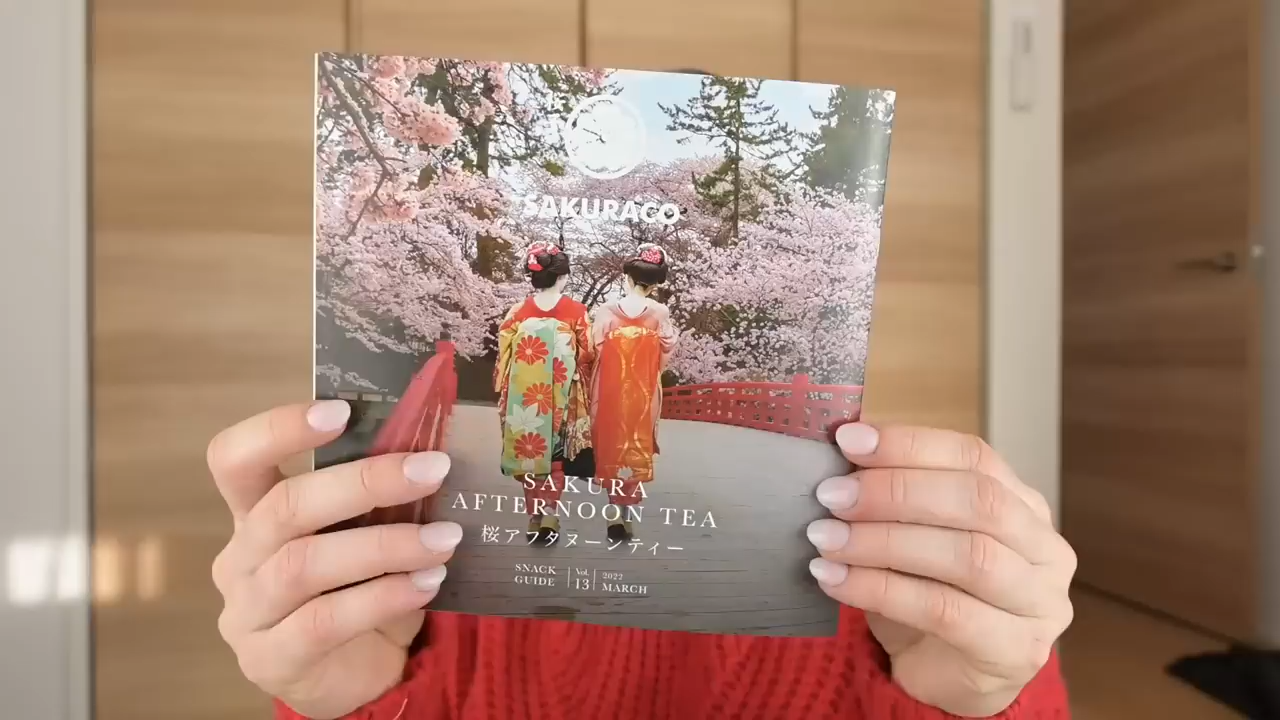 SAKURACO
SAKURA
AFTERNOON TEA
桜アフタヌーンティー
SNACK GUIDE
Vol. 13
2022 MARCH